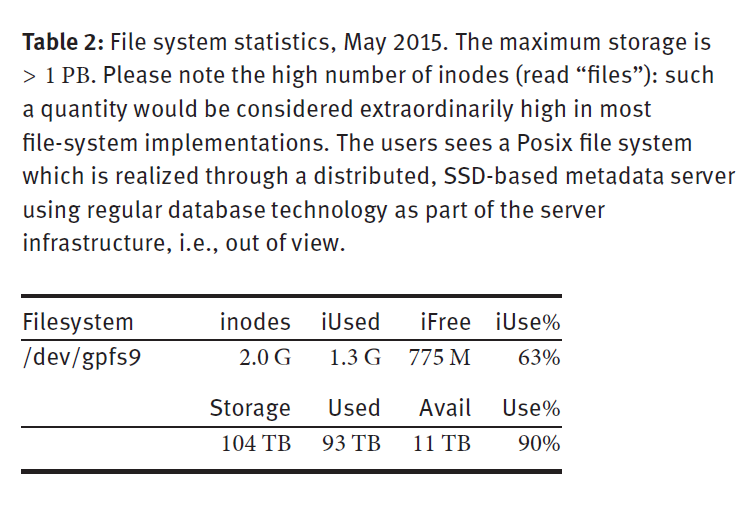 Table 2: File system statistics, May 2015. The maximum storage is
> 1 PB. Please note the high number of inodes (read “files”): such
a quantity would be considered extraordinarily high in most
file-system implementations. The users sees a Posix file system
which is realized through a distributed, SSD-based metadata server
using regular database technology as part of the server
infrastructure, i.e., out of view.
Filesystem inodes iUsed iFree iUse%
/dev/gpfs9 2.0 G 1.3 G 775 M 63%
Storage Used Avail Use%
104 TB 93 TB 11 TB 90%